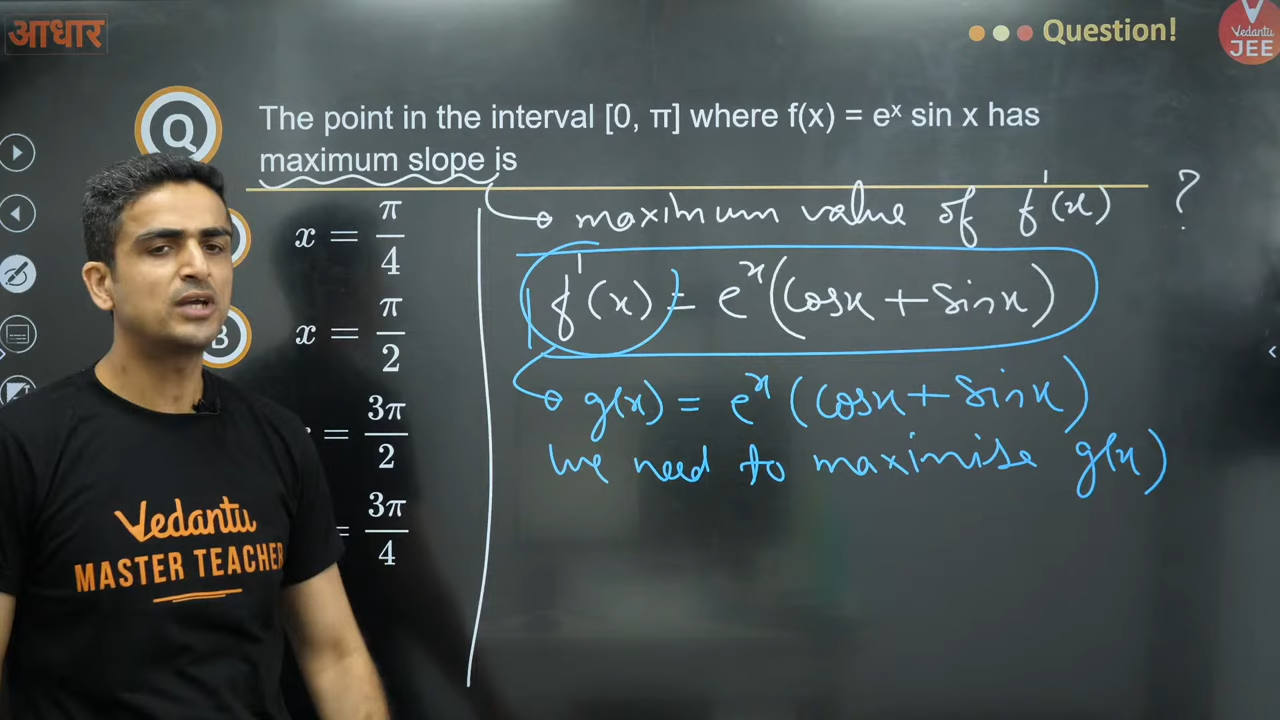 आधार
Question!
Vedantu
JEE
Q
The point in the interval [0, π] where f(x) = eˣ sin x has
maximum slope is
x = π/4
B
x = π/2
= 3π/2
= 3π/4
maximum value of f'(x) ?
f'(x) = eˣ(cosx + sinx)
g(x) = eˣ (cosx + sinx)
we need to maximise g(x)
Vedantu
MASTER TEACHER